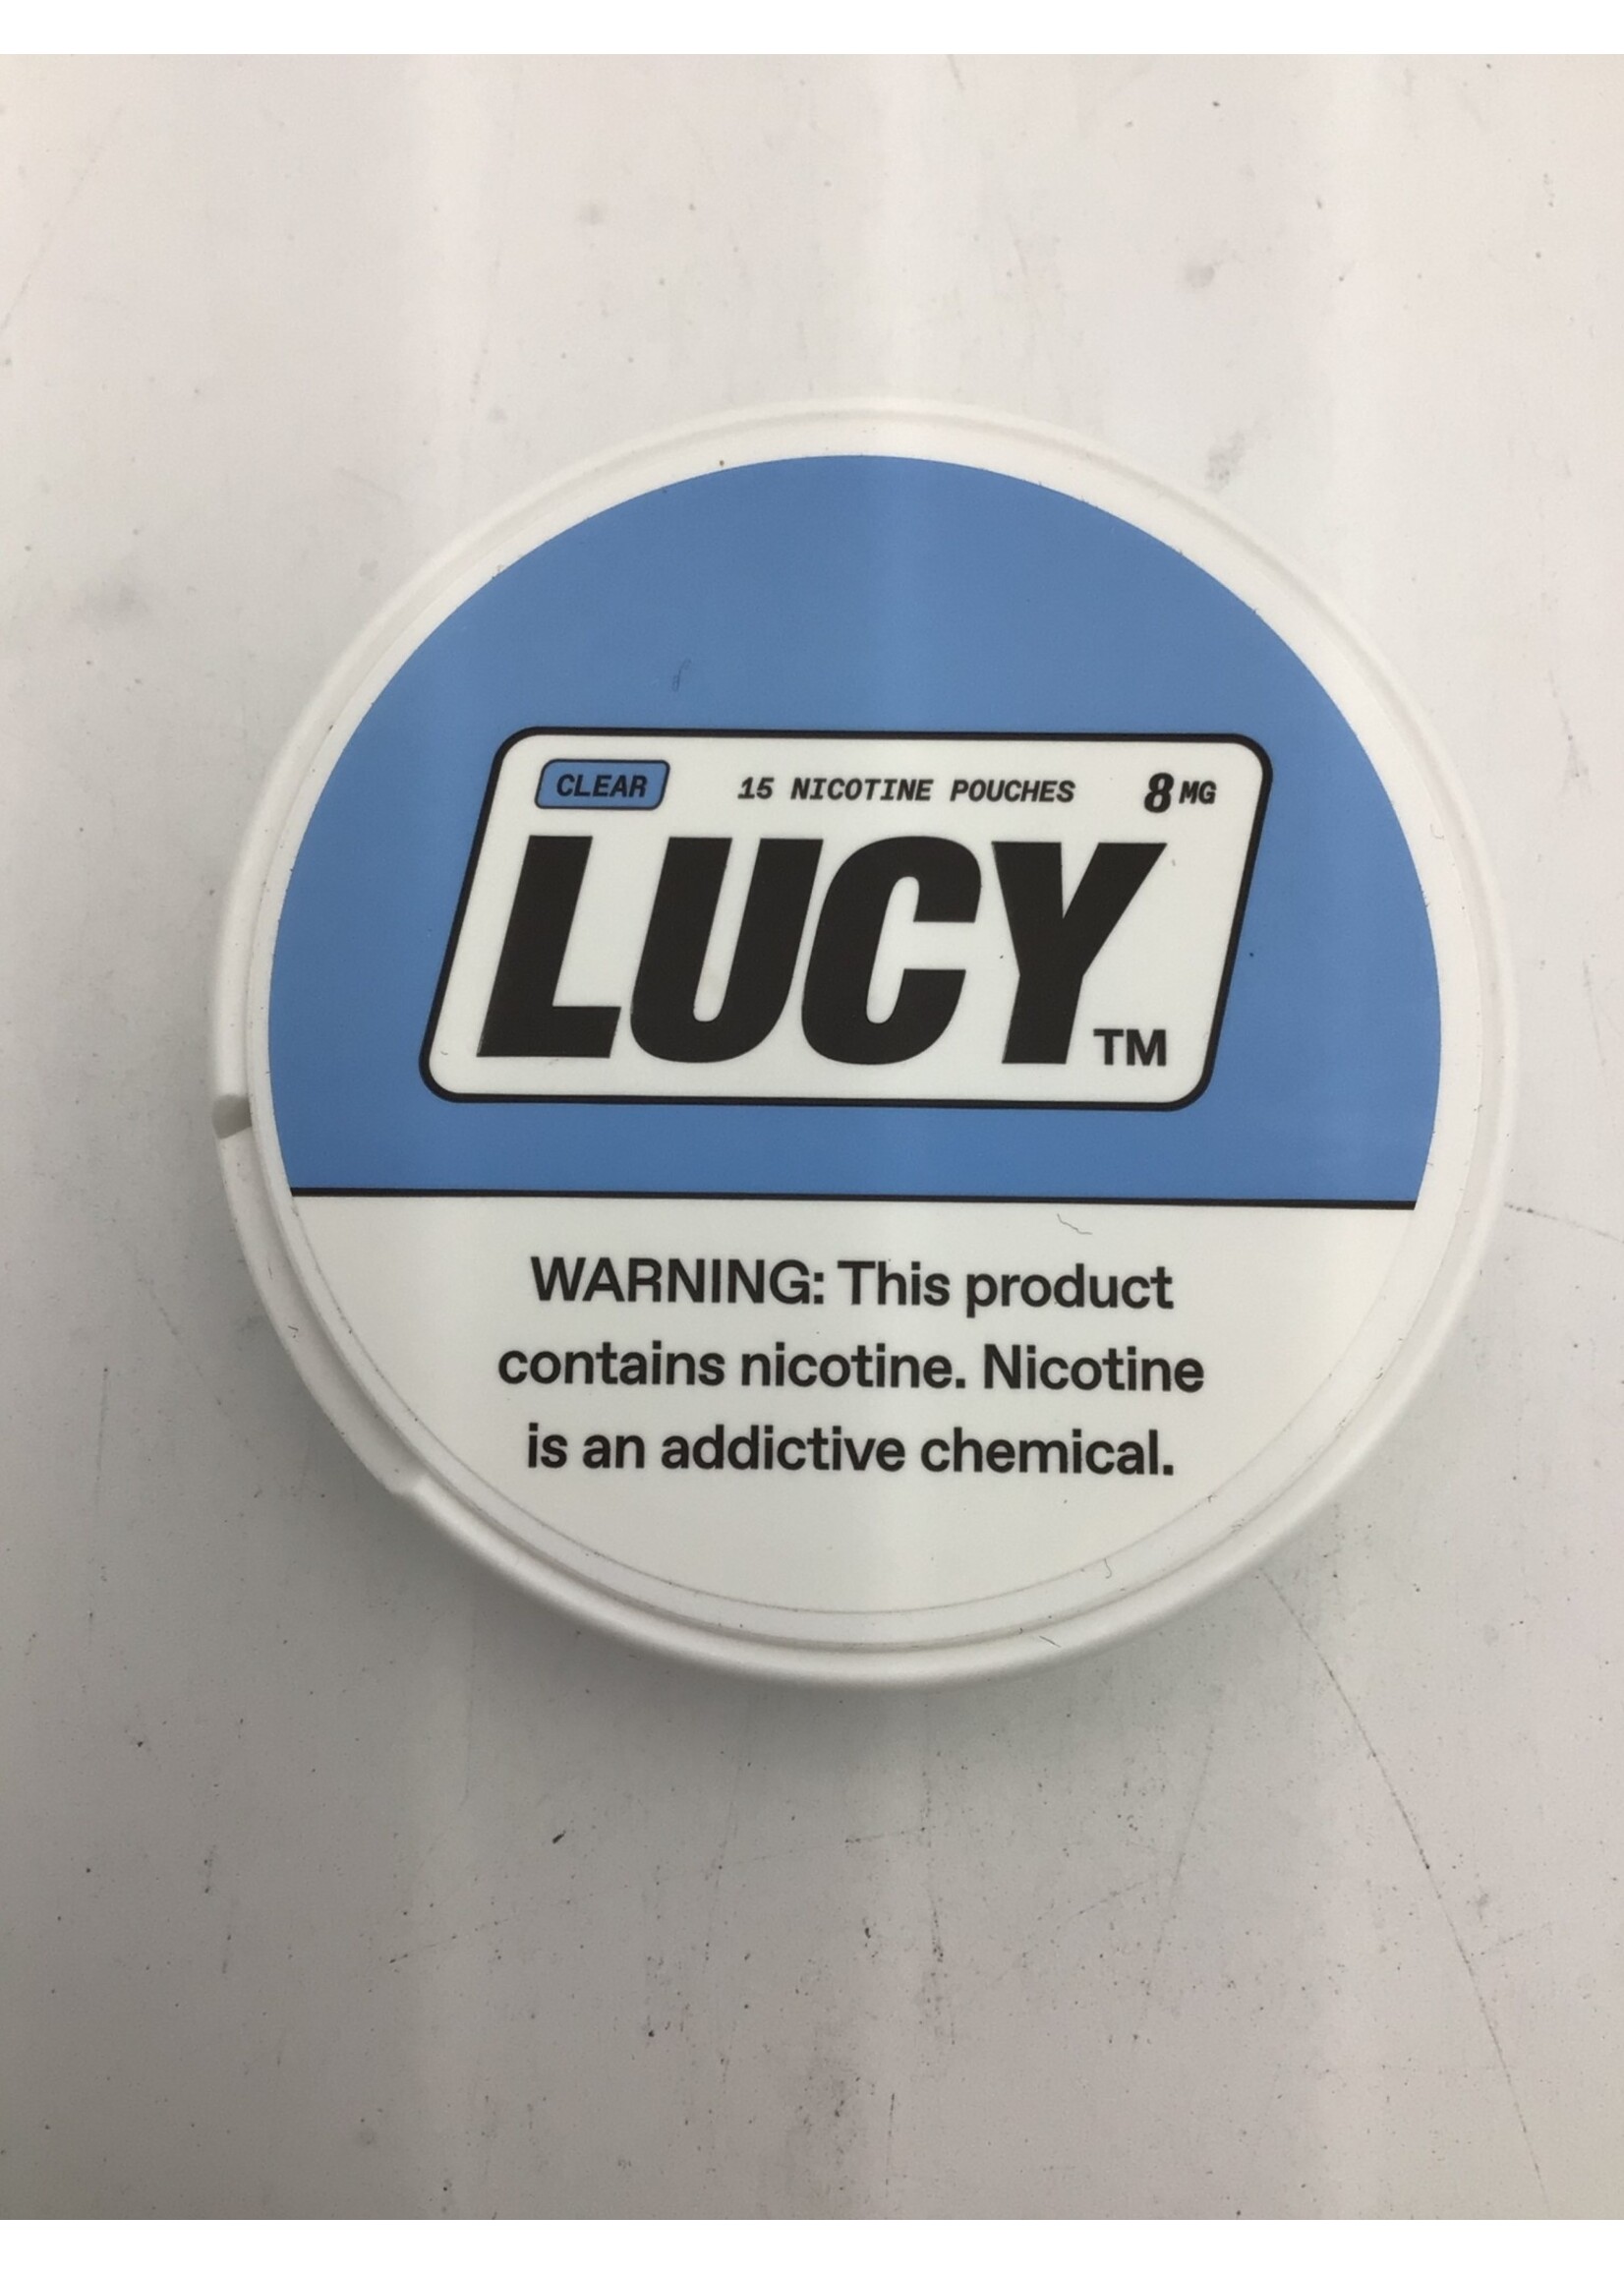 CLEAR 15 NICOTINE POUCHES 8 MG
LUCY TM
WARNING: This product
contains nicotine. Nicotine
is an addictive chemical.